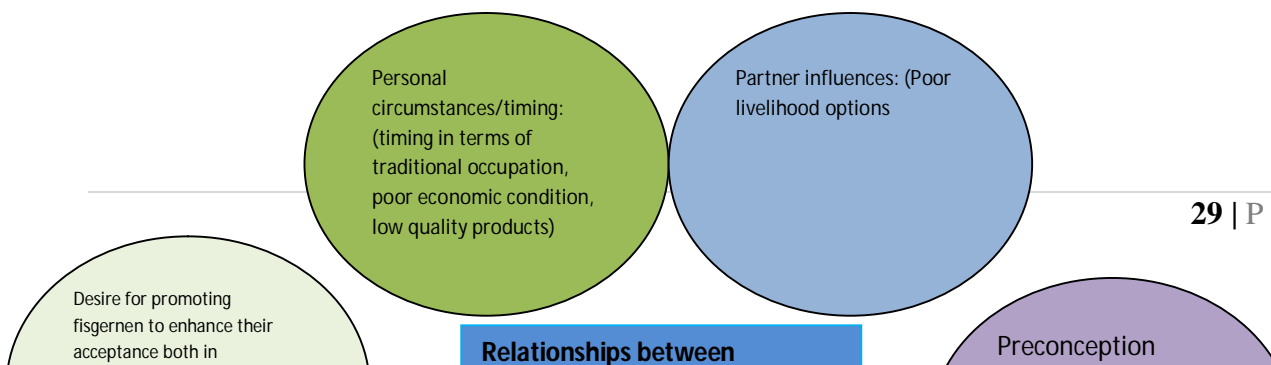 Personal
circumstances/timing:
(timing in terms of
traditional occupation,
poor economic condition,
low quality products)
Partner influences: (Poor
livelihood options
29 | P
Desire for promoting
fisgernen to enhance their
acceptance both in
Relationships between
Preconception